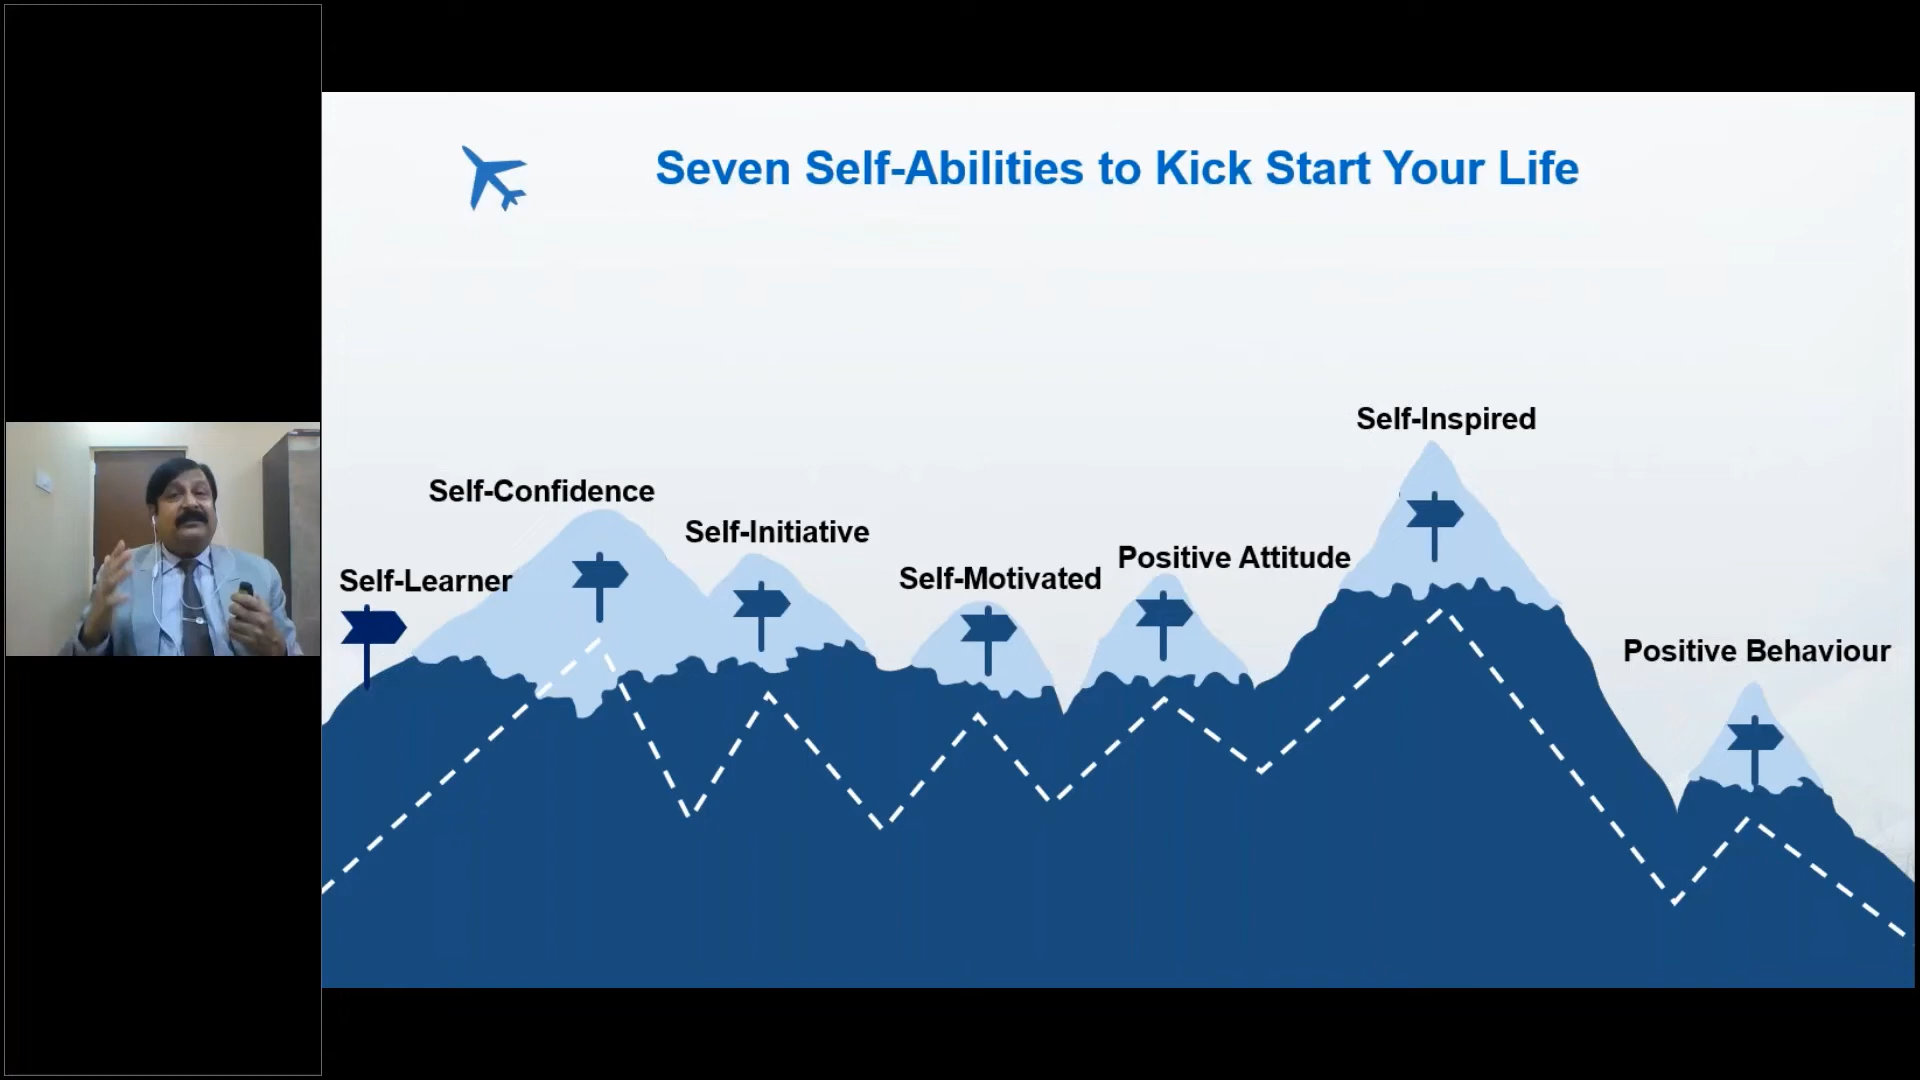 Seven Self-Abilities to Kick Start Your Life
Self-Learner
Self-Confidence
Self-Initiative
Self-Motivated
Positive Attitude
Self-Inspired
Positive Behaviour